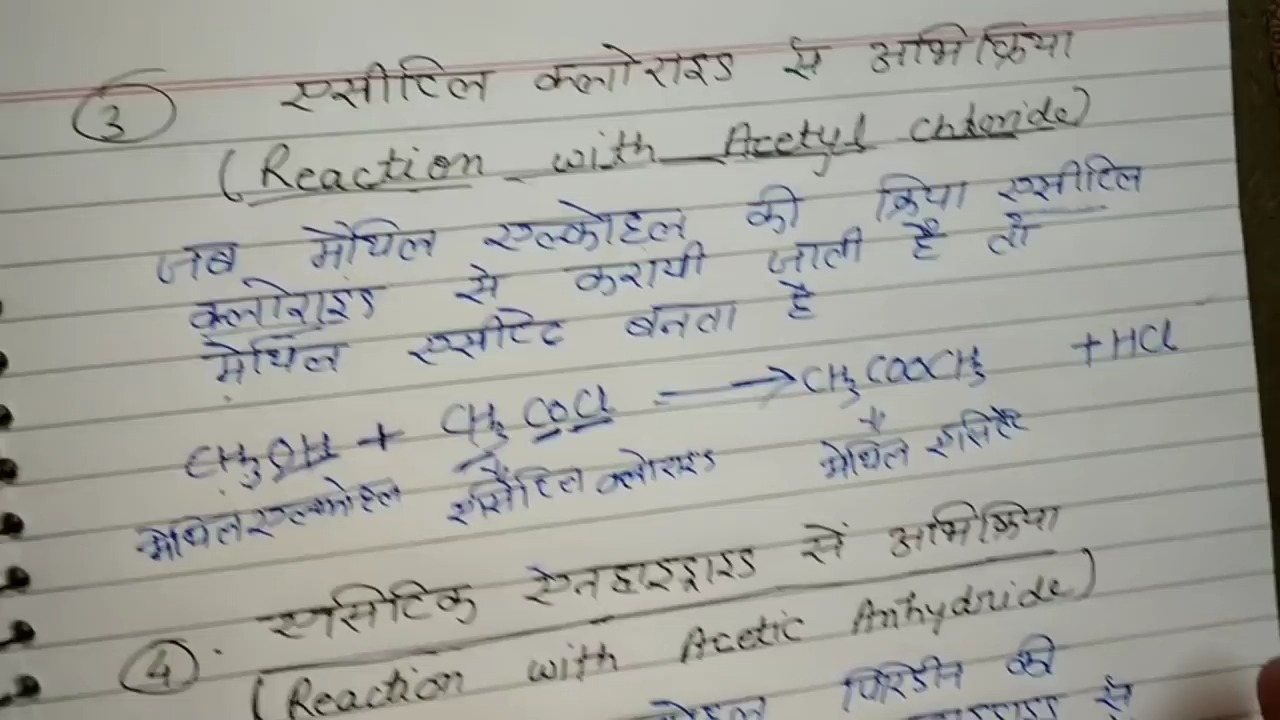 3 एसीटिल क्लोराइड से अभिक्रिया
(Reaction with Acetyl Chloride)
जब मेथिल एल्कोहल की क्रिया एसीटिल
क्लोराइड से करायी जाती है तो
मेथिल एसीटेट बनता है
CH3OH + CH3COCl → CH3COOCH3 + HCl
मेथिल एल्कोहल एसिटिल क्लोराइड मेथिल एसिटेट
4. एसिटिक ऐनहाइड्राइड से अभिक्रिया
(Reaction with Acetic Anhydride)
पिरिडीन की
से